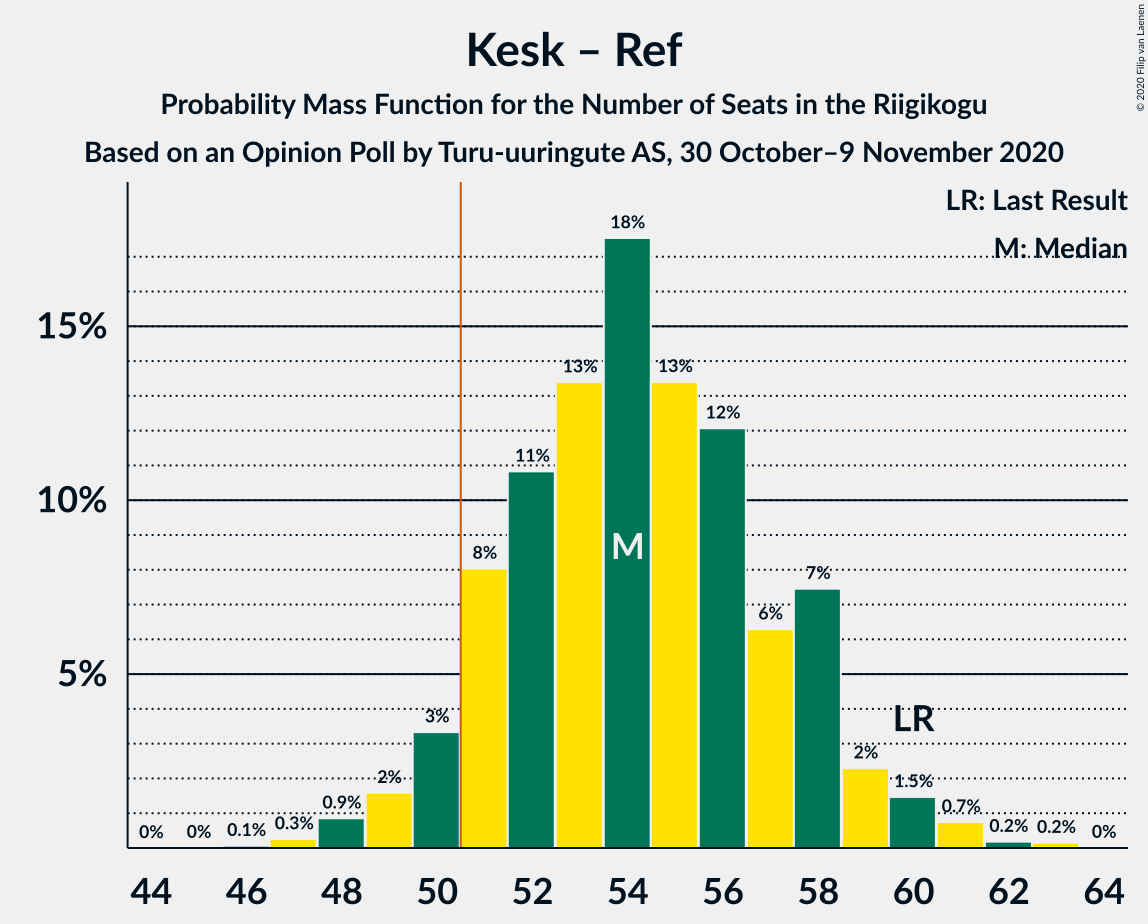 Kesk – Ref
Probability Mass Function for the Number of Seats in the Riigikogu
Based on an Opinion Poll by Turu-uuringute AS, 30 October–9 November 2020
© 2020 Filip van Laenen
LR: Last Result
M: Median
15%
10%
5%
0%
0%
0.1%
0.3%
0.9%
2%
3%
8%
11%
13%
18%
13%
12%
6%
7%
2%
1.5%
0.7%
0.2%
0.2%
0%
M
LR
44 46 48 50 52 54 56 58 60 62 64